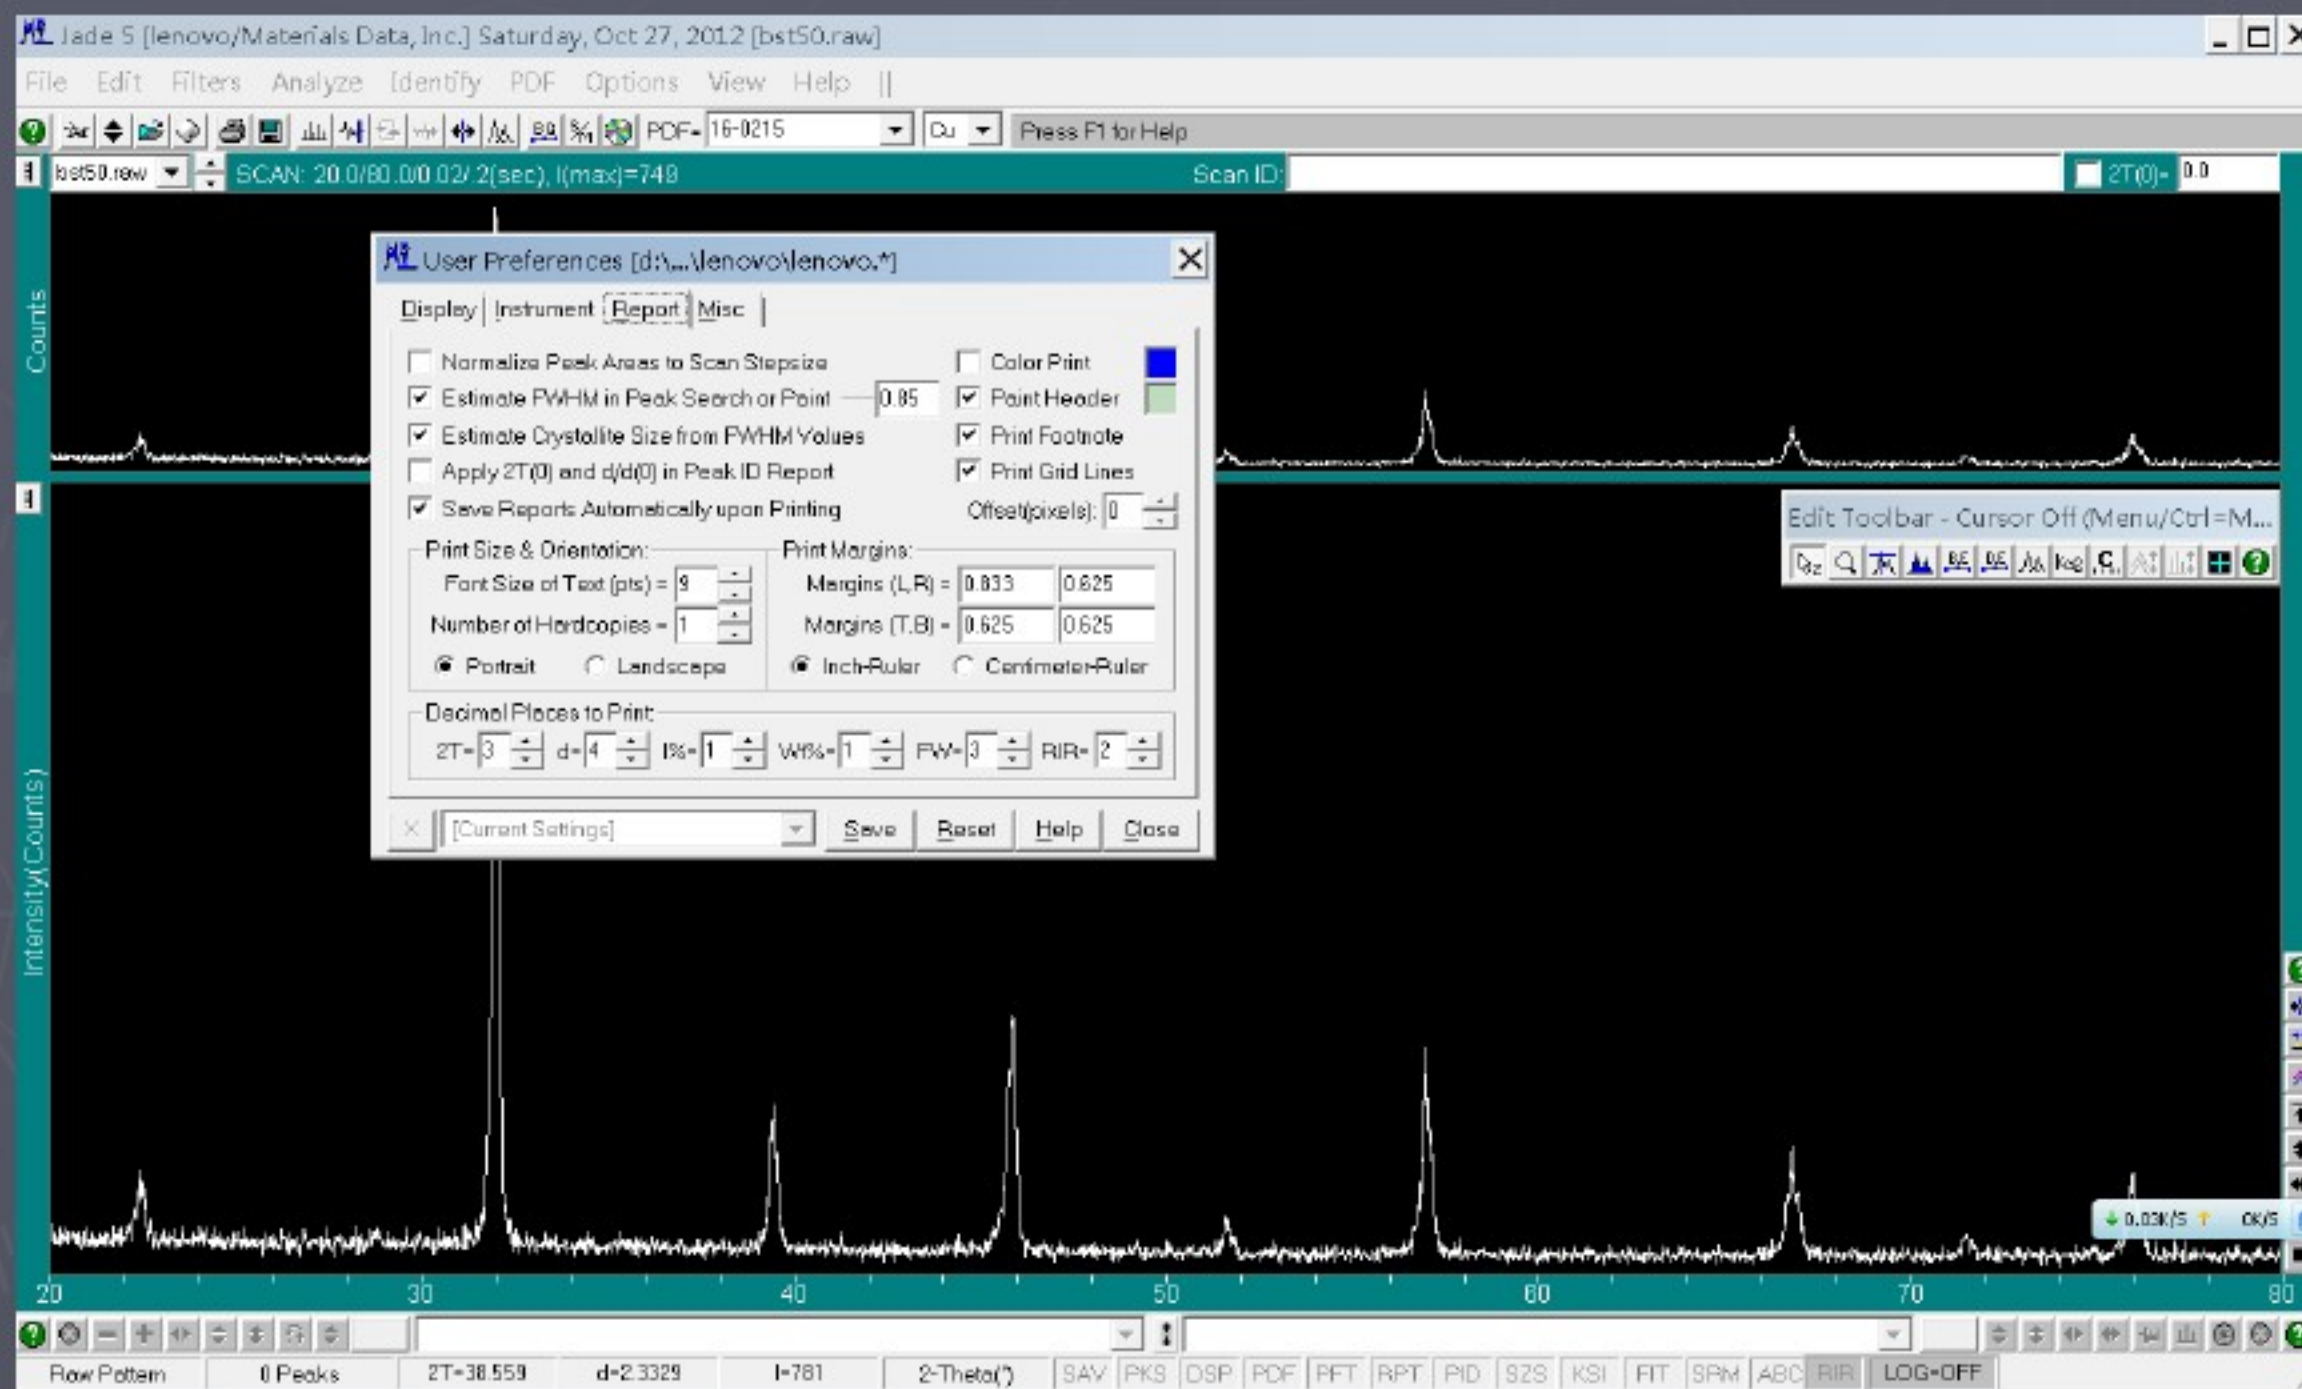 Jade 5 [lenovo/Materials Data, Inc.] Saturday, Oct 27, 2012 [bst50.raw]
File Edit Filters Analyze Identify PDF Options View Help ||
PDF= 16-0215 Cu Press F1 for Help
bst50.raw SCAN: 20.0/80.0/0.02/.2(sec), I(max)=748 Scan ID: 2T(0)= 0.0
Counts
User Preferences [d:\...\lenovo\lenovo.*]
Display Instrument Report Misc
Normalize Peak Areas to Scan Stepsize Color Print
Estimate FWHM in Peak Search or Paint 0.85 Paint Header
Estimate Crystallite Size from FWHM Values Print Footnote
Apply 2T(0) and d/d(0) in Peak ID Report Print Grid Lines
Save Reports Automatically upon Printing Offset(pixels): 0
Print Size & Orientation: Print Margins:
Font Size of Text (pts) = 9 Margins (L,R) = 0.833 0.625
Number of Hardcopies = 1 Margins (T,B) = 0.625 0.625
Portrait Landscape Inch-Ruler Centimeter-Ruler
Decimal Places to Print:
2T= 3 d= 4 I%= 1 Wt%= 1 FW= 3 RIR= 2
[Current Settings] Save Reset Help Close
Edit Toolbar - Cursor Off (Menu/Ctrl=M...
Intensity(Counts)
0.03K/S 0K/S
20 30 40 50 60 70 80
Raw Pattern 0 Peaks 2T=38.559 d=2.3329 I=781 2-Theta(°) SAV PKS DSP PDF PFT RPT PID SZS KSI FIT SRM ABC RIR LOG=OFF